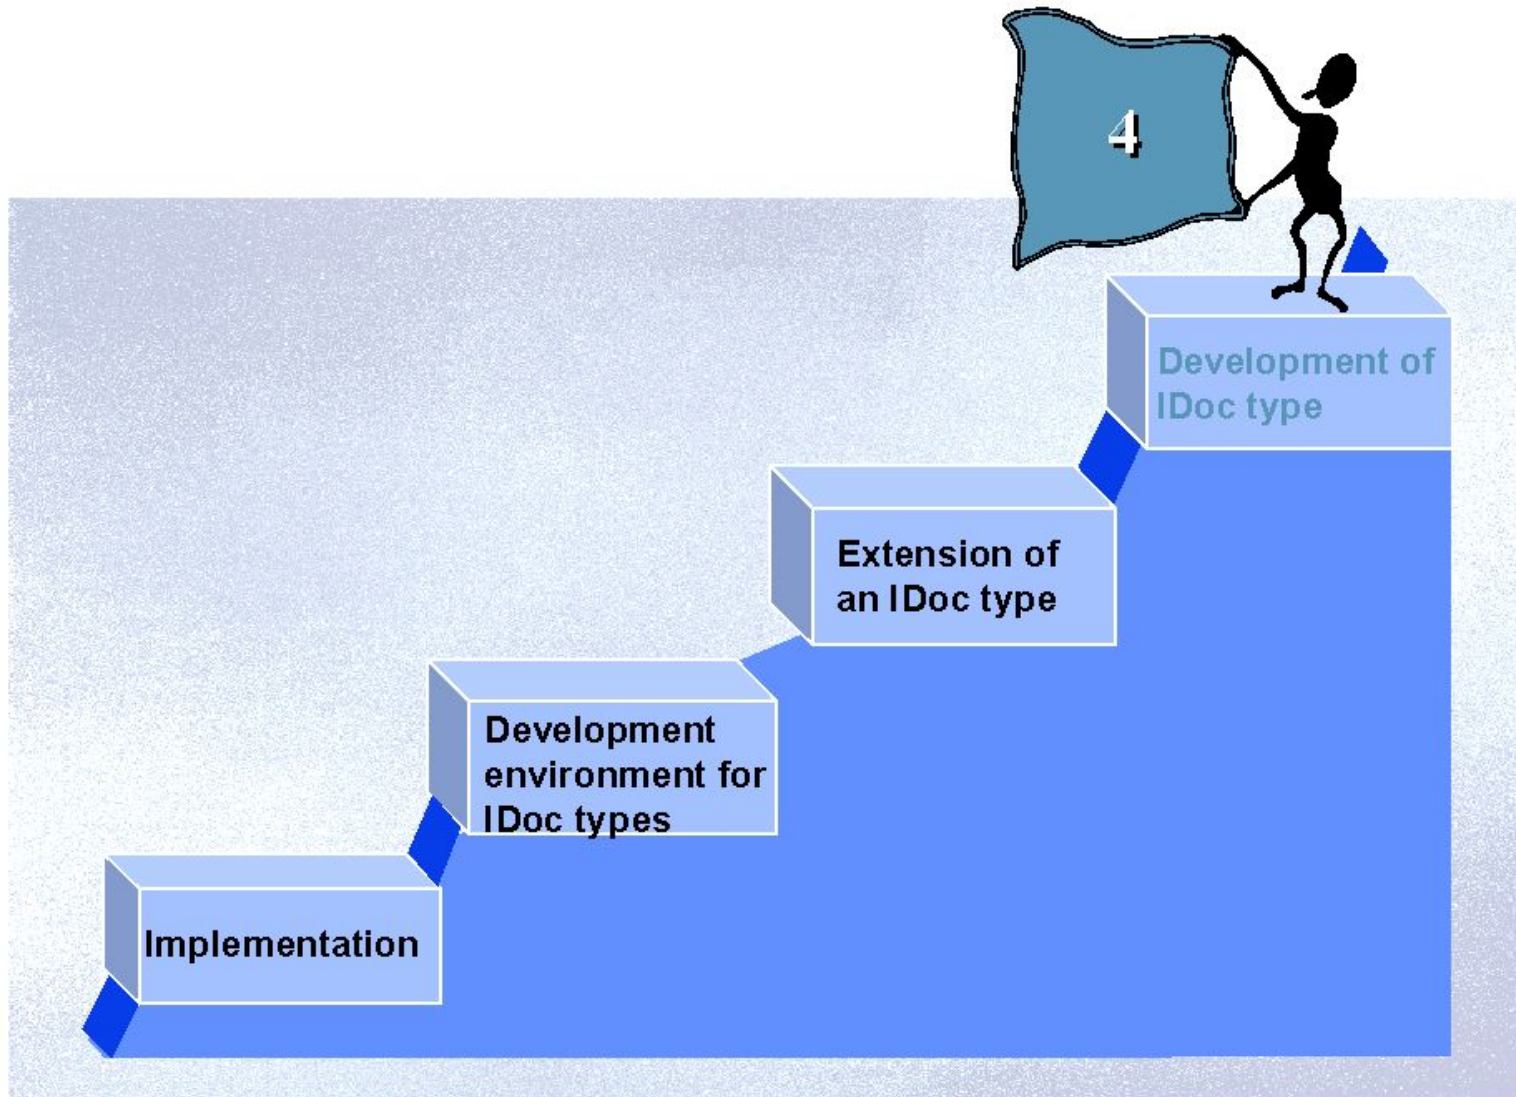 4
Development of
IDoc type
Extension of
an IDoc type
Development
environment for
IDoc types
Implementation